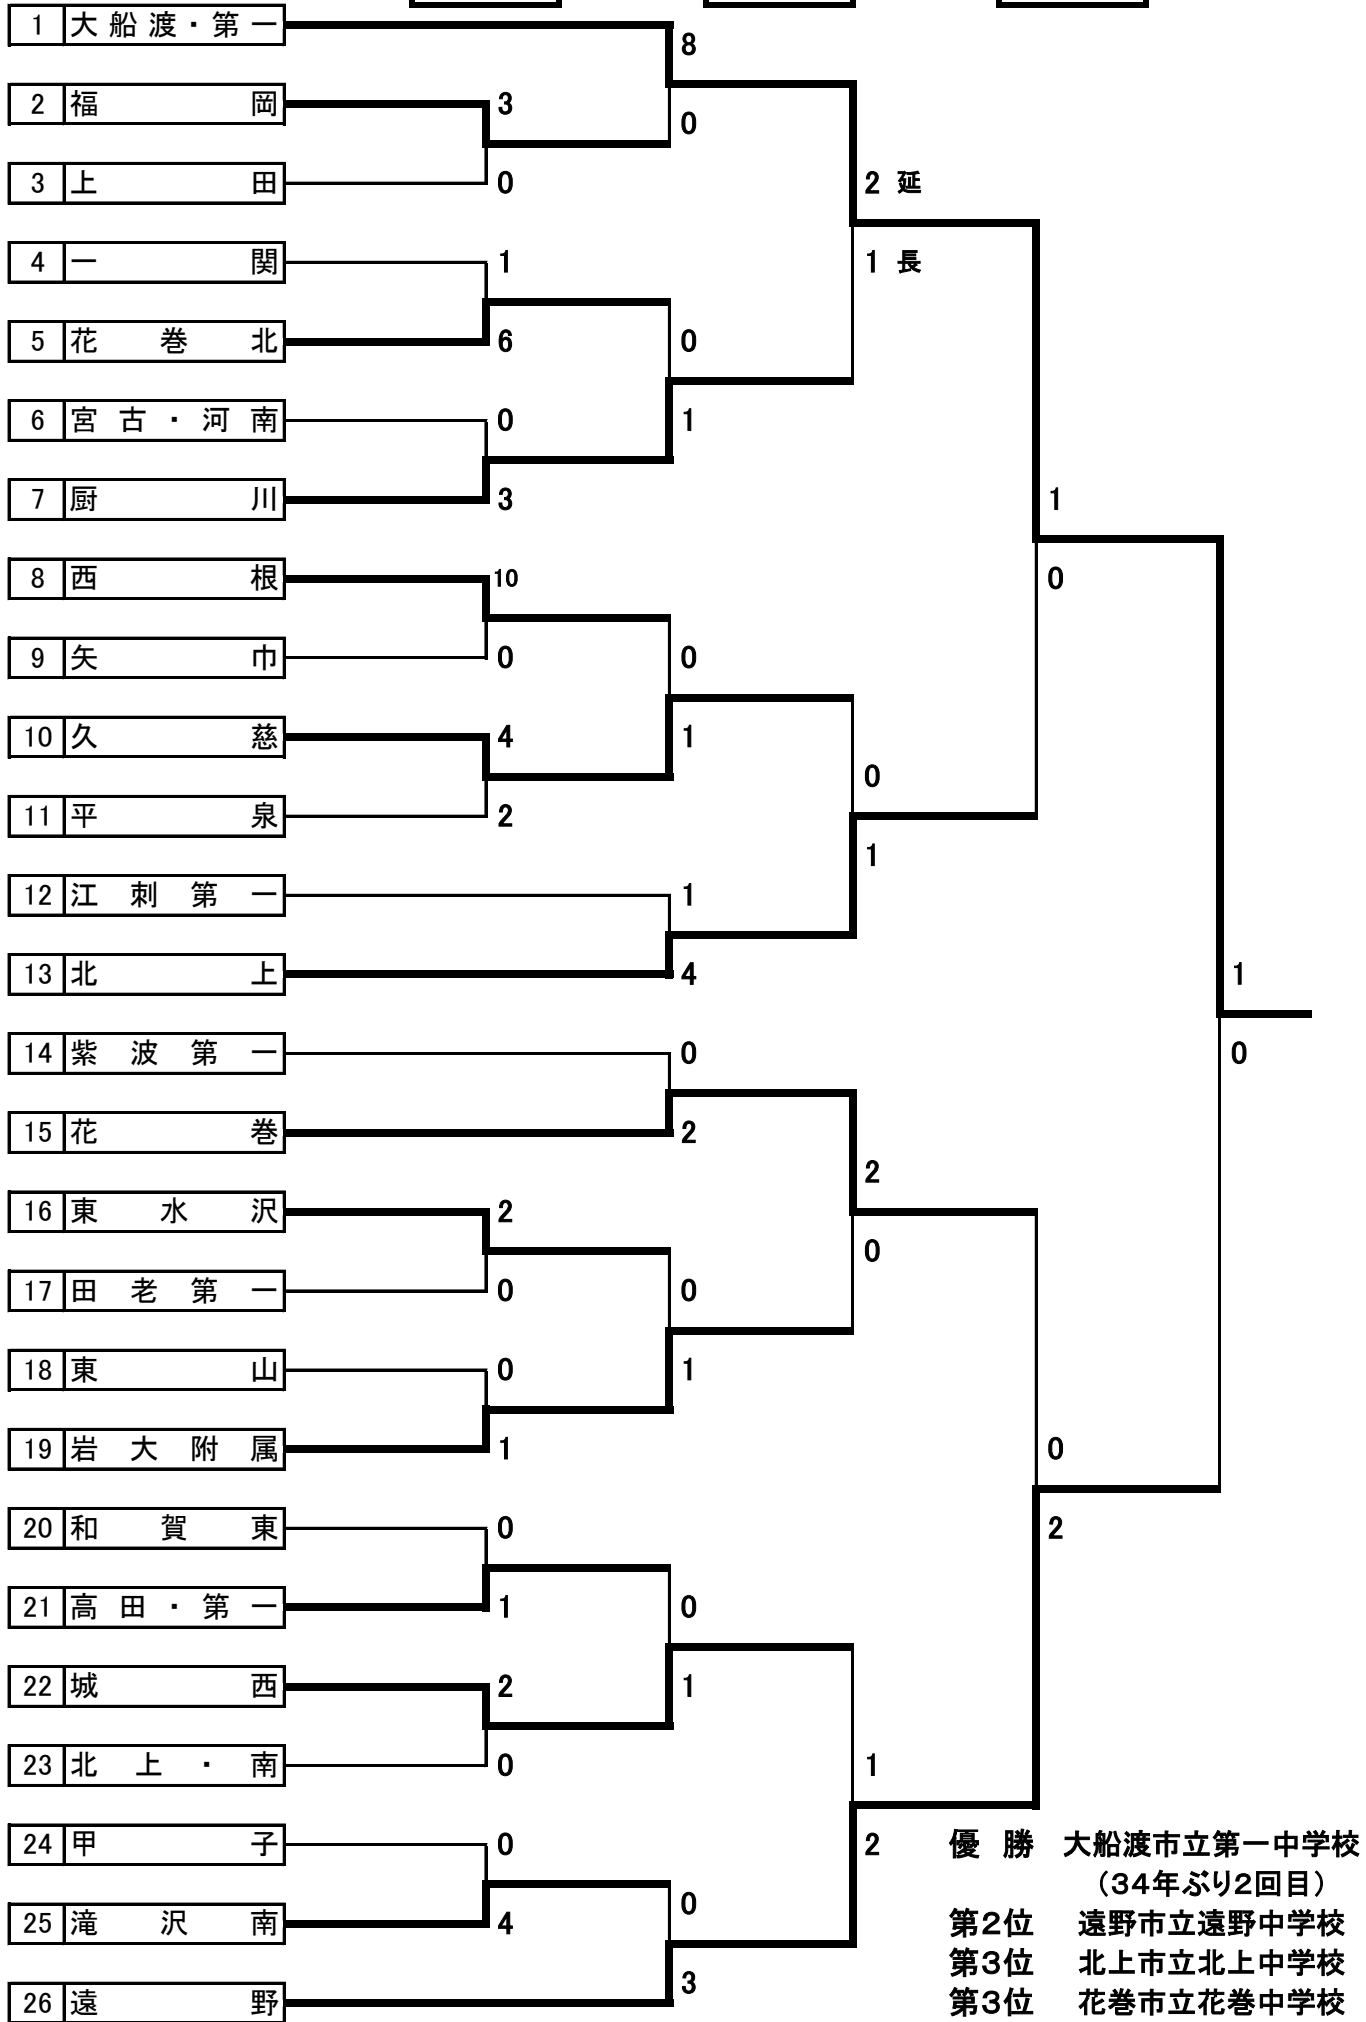 1 大船渡・第一
8
2 福岡 3
0
3 上田 0
2 延
4 一関 1
1 長
5 花巻北 6
0
6 宮古・河南 0
1
7 厨川 3
1
8 西根 10
0
9 矢巾 0
0
10 久慈 4
1
0
11 平泉 2
1
12 江刺第一 1
13 北上 4
1
14 紫波第一 0
0
15 花巻 2
2
16 東水沢 2
0
17 田老第一 0
0
18 東山 0
1
19 岩大附属 1
0
20 和賀東 0
2
21 高田・第一 1
0
22 城西 2
1
23 北上・南 0
1
24 甲子 0
2
優勝 大船渡市立第一中学校
(34年ぶり2回目)
25 滝沢南 4
0
第2位 遠野市立遠野中学校
第3位 北上市立北上中学校
26 遠野
3
第3位 花巻市立花巻中学校